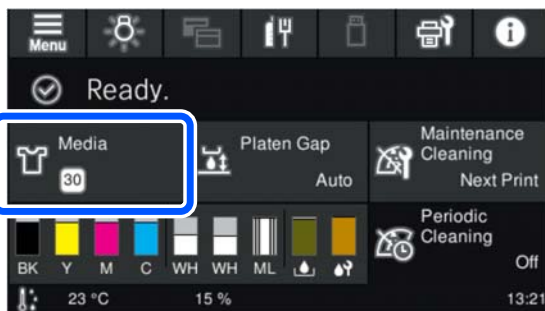 Menu
Ready.
Media
30
Platen Gap
Auto
Maintenance
Cleaning
Next Print
BK Y M C WH WH ML
Periodic
Cleaning
Off
23 °C 15 % 13:21